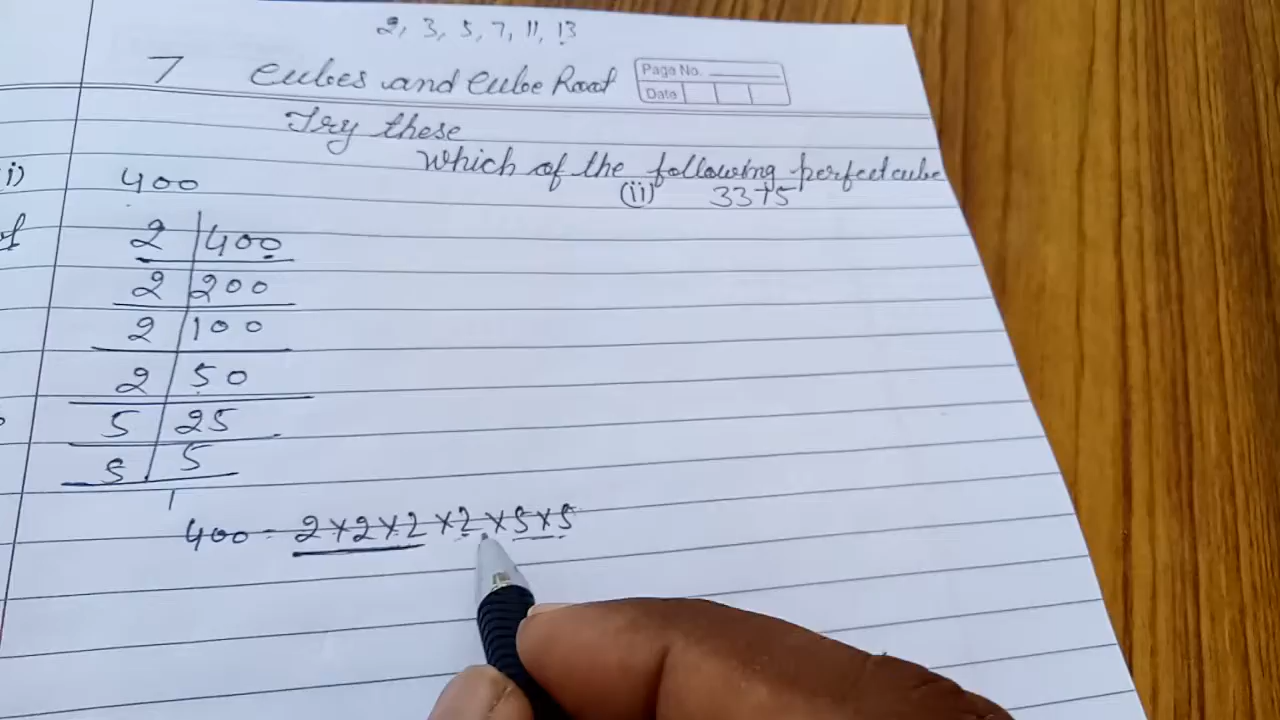 2, 3, 5, 7, 11, 13
7 Cubes and Cube Root
Page No.
Date
Try these
Which of the following perfect cube
i) 400 (ii) 3375
2 | 400
2 | 200
2 | 100
2 | 50
5 | 25
5 | 5
1
400 = 2×2×2×2×5×5